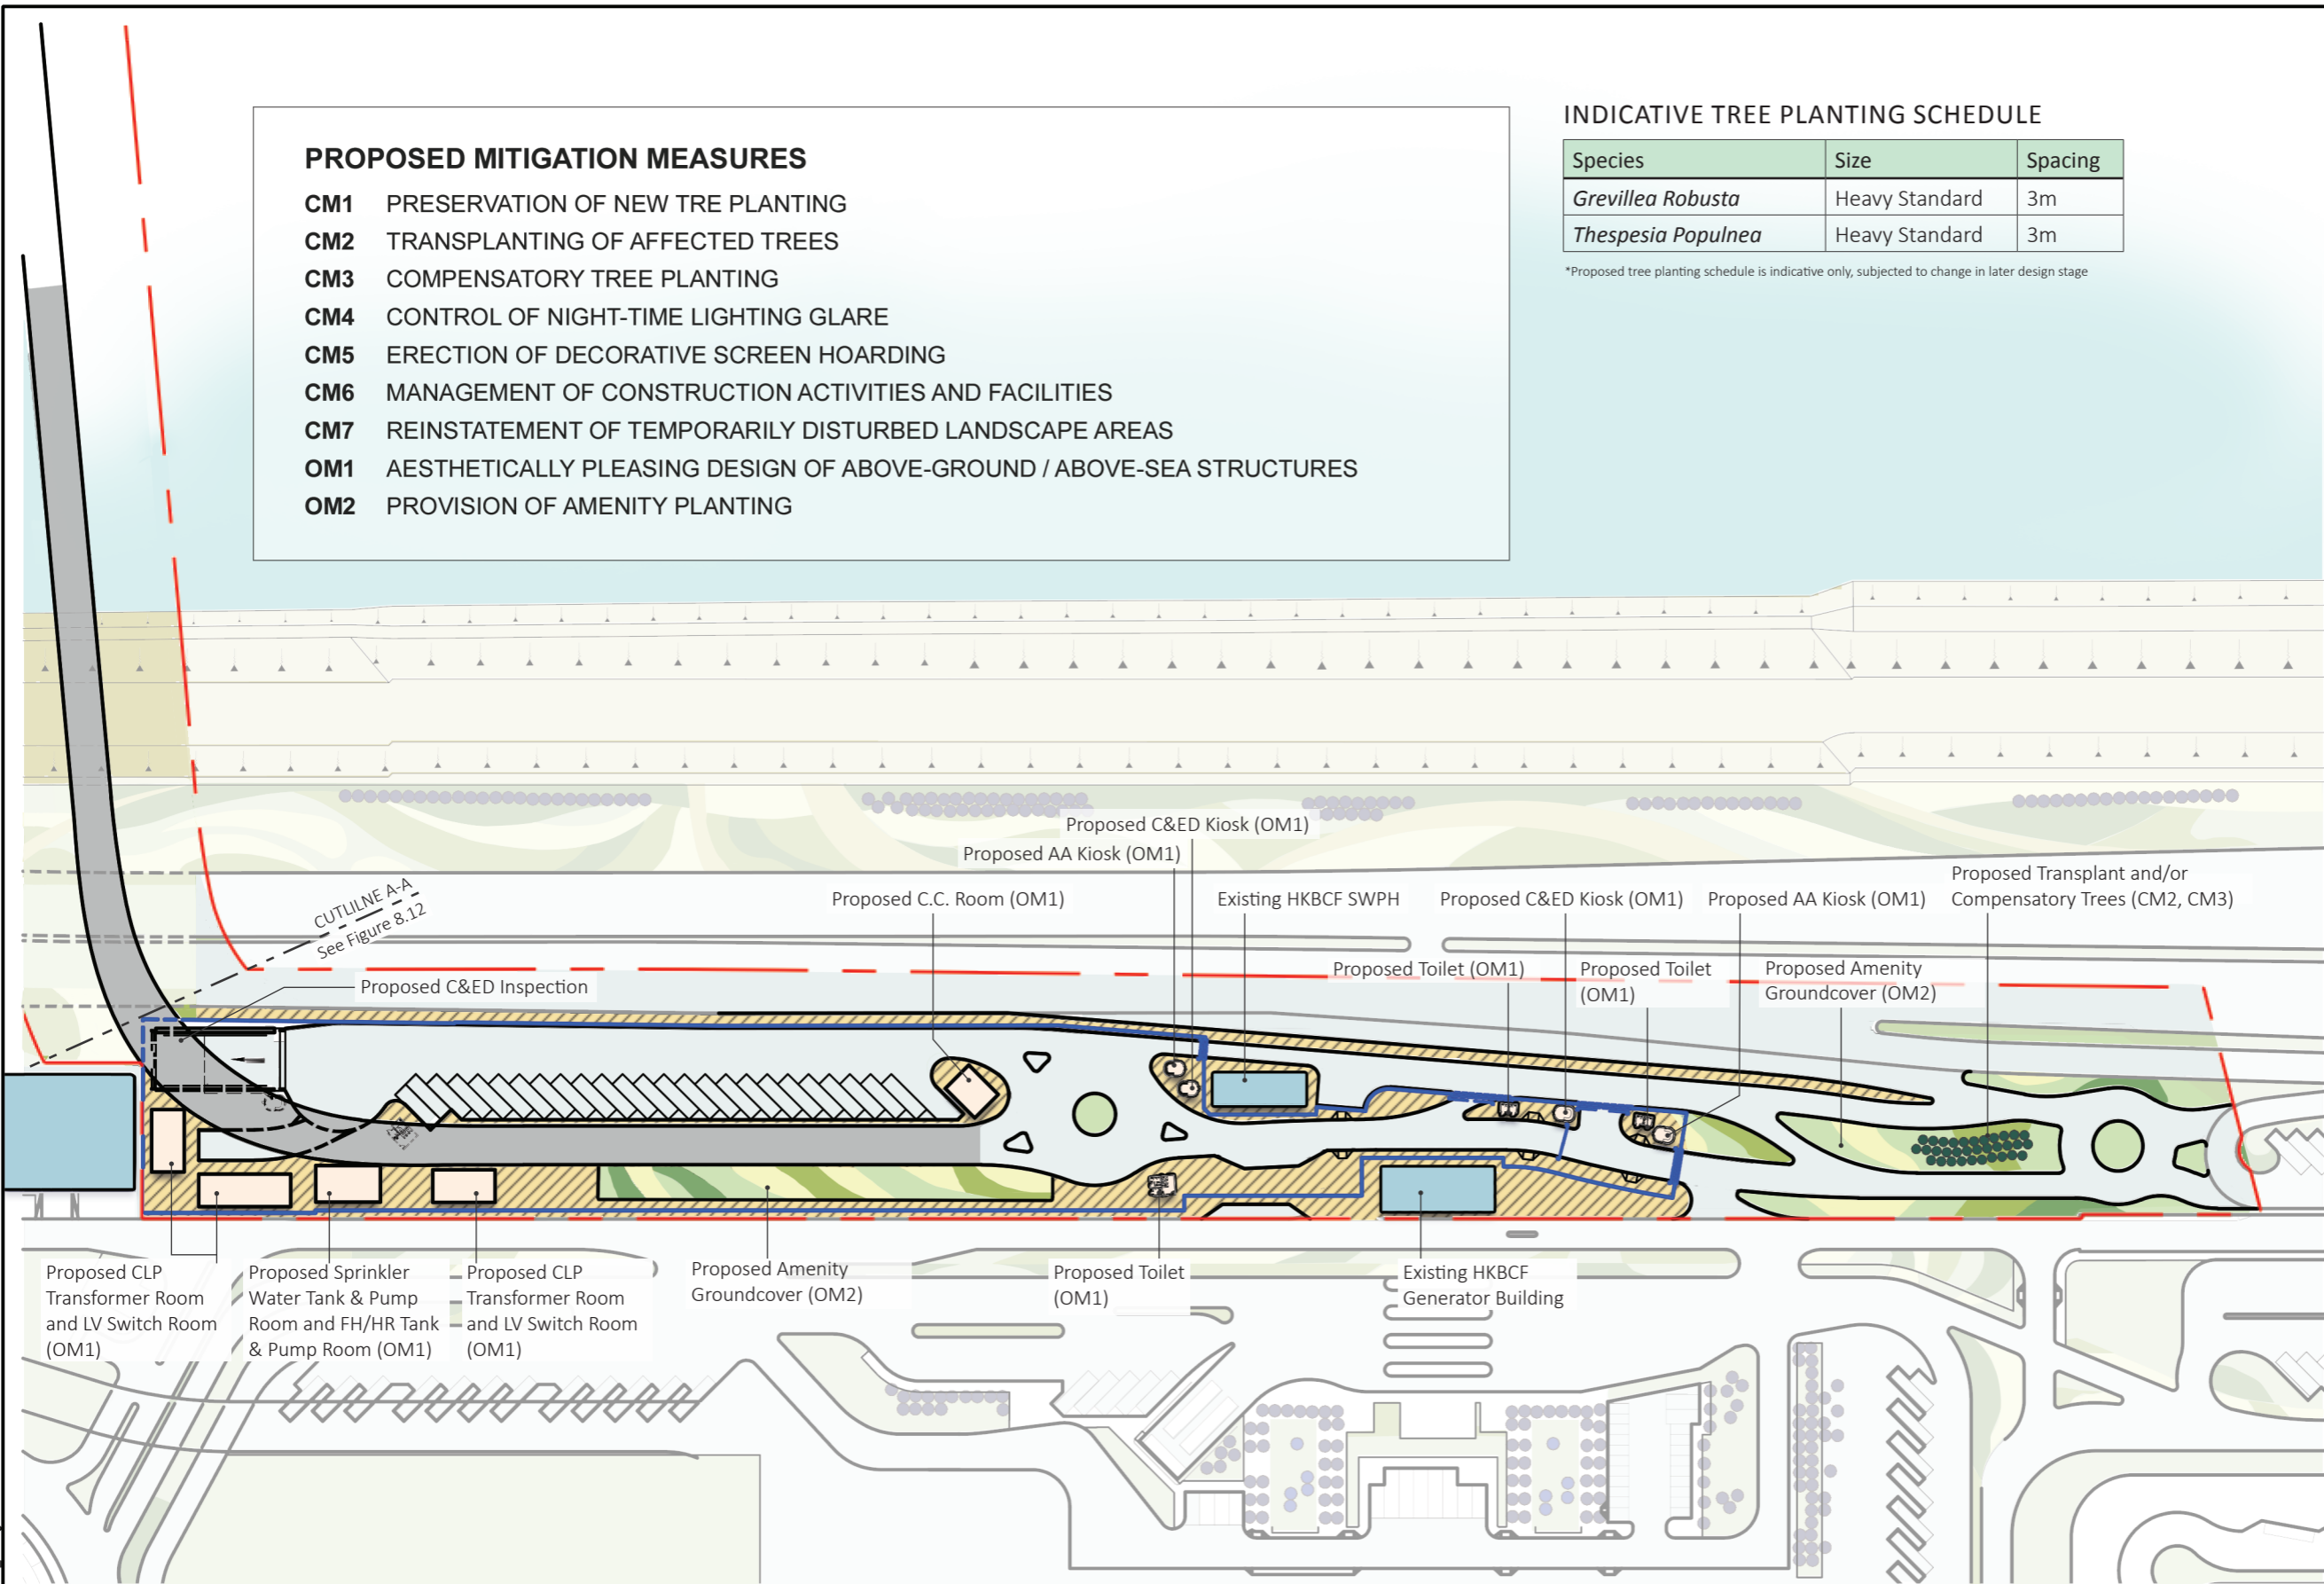 PROPOSED MITIGATION MEASURES
CM1 PRESERVATION OF NEW TRE PLANTING
CM2 TRANSPLANTING OF AFFECTED TREES
CM3 COMPENSATORY TREE PLANTING
CM4 CONTROL OF NIGHT-TIME LIGHTING GLARE
CM5 ERECTION OF DECORATIVE SCREEN HOARDING
CM6 MANAGEMENT OF CONSTRUCTION ACTIVITIES AND FACILITIES
CM7 REINSTATEMENT OF TEMPORARILY DISTURBED LANDSCAPE AREAS
OM1 AESTHETICALLY PLEASING DESIGN OF ABOVE-GROUND / ABOVE-SEA STRUCTURES
OM2 PROVISION OF AMENITY PLANTING
INDICATIVE TREE PLANTING SCHEDULE
Species Size Spacing
Grevillea Robusta Heavy Standard 3m
Thespesia Populnea Heavy Standard 3m
*Proposed tree planting schedule is indicative only, subjected to change in later design stage
Proposed C&ED Kiosk (OM1)
Proposed AA Kiosk (OM1)
Proposed C.C. Room (OM1)
Existing HKBCF SWPH
Proposed C&ED Kiosk (OM1)
Proposed AA Kiosk (OM1)
Proposed Transplant and/or
Compensatory Trees (CM2, CM3)
CUTLILNE A-A
See Figure 8.12
Proposed C&ED Inspection
Proposed Toilet (OM1)
Proposed Toilet
(OM1)
Proposed Amenity
Groundcover (OM2)
Proposed CLP
Transformer Room
and LV Switch Room
(OM1)
Proposed Sprinkler
Water Tank & Pump
Room and FH/HR Tank
& Pump Room (OM1)
Proposed CLP
Transformer Room
and LV Switch Room
(OM1)
Proposed Amenity
Groundcover (OM2)
Proposed Toilet
(OM1)
Existing HKBCF
Generator Building